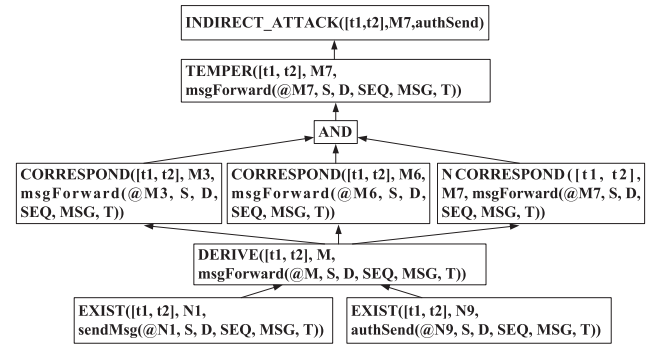 INDIRECT_ATTACK([t1,t2],M7,authSend)
TEMPER([t1, t2], M7,
msgForward(@M7, S, D, SEQ, MSG, T))
AND
CORRESPOND([t1, t2], M3,
msgForward(@M3, S, D,
SEQ, MSG, T))
CORRESPOND([t1, t2], M6,
msgForward(@M6, S, D,
SEQ, MSG, T))
NCORRESPOND([t1, t2],
M7, msgForward(@M7, S, D,
SEQ, MSG, T))
DERIVE([t1, t2], M,
msgForward(@M, S, D, SEQ, MSG, T))
EXIST([t1, t2], N1,
sendMsg(@N1, S, D, SEQ, MSG, T))
EXIST([t1, t2], N9,
authSend(@N9, S, D, SEQ, MSG, T))